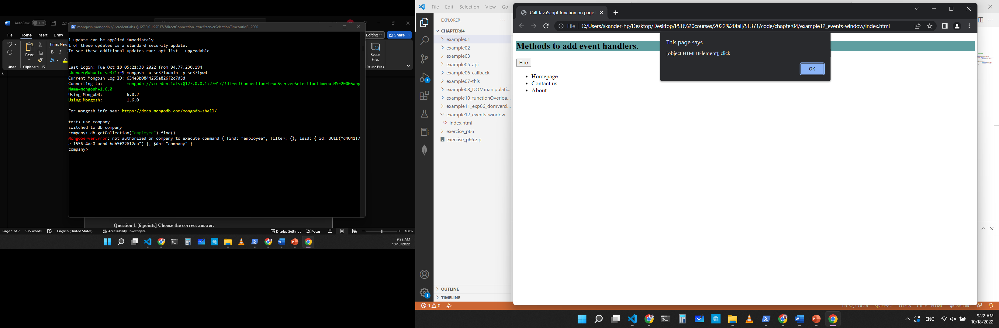 AutoSave Off
mongosh mongodb://<credentials>@127.0.0.1:27017/?directConnection=true&serverSelectionTimeoutMS=2000
File Home Insert Draw
Editing Share
Times New
Paste
B I U
Undo Clipboard
Reuse
Files
Reuse Files
1 update can be applied immediately.
1 of these updates is a standard security update.
To see these additional updates run: apt list --upgradable
Last login: Tue Oct 18 05:21:38 2022 from 94.77.230.194
skander@ubuntu-se371:~$ mongosh -u se371admin -p se371pwd
Current Mongosh Log ID: 634e3b0844265a826f2c7d5d
Connecting to: mongodb://<credentials>@127.0.0.1:27017/?directConnection=true&serverSelectionTimeoutMS=2000&app
Name=mongosh+1.6.0
Using MongoDB: 6.0.2
Using Mongosh: 1.6.0
For mongosh info see: https://docs.mongodb.com/mongodb-shell/
test> use company
switched to db company
company> db.getCollection("employee").find()
MongoServerError: not authorized on company to execute command { find: "employee", filter: {}, lsid: { id: UUID("d4041f7
e-1556-4ac0-aebd-bdb5f22612aa") }, $db: "company" }
company>
Question 1 [6 points] Choose the correct answer:
Page 1 of 7 975 words English (United States) Accessibility: Investigate Display Settings Focus 100%
9:22 AM
10/18/2022
File Edit Selection View Go
EXPLORER
CHAPTER04
example01
example02
example03
example05-api
example06-callback
example07-this
example08_DOMmanipulati...
example10_functionOverloa...
example11_exp66_domversi...
example12_events-window
index.html
exercise_p66
exercise_p66.zip
OUTLINE
TIMELINE
0 0
Call JavaScript function on page
File C:/Users/skander-hp/Desktop/Desktop/PSU%20courses/2022%20fall/SE371/code/chapter04/example12_events-window/index.html
Methods to add event handlers.
Fire
Homepage
Contact us
About
This page says
[object HTMLLIElement]; click
OK
Ln 37, Col 24 Spaces: 2 UTF-8 CRLF HTML Go Live
ENG
9:22 AM
10/18/2022